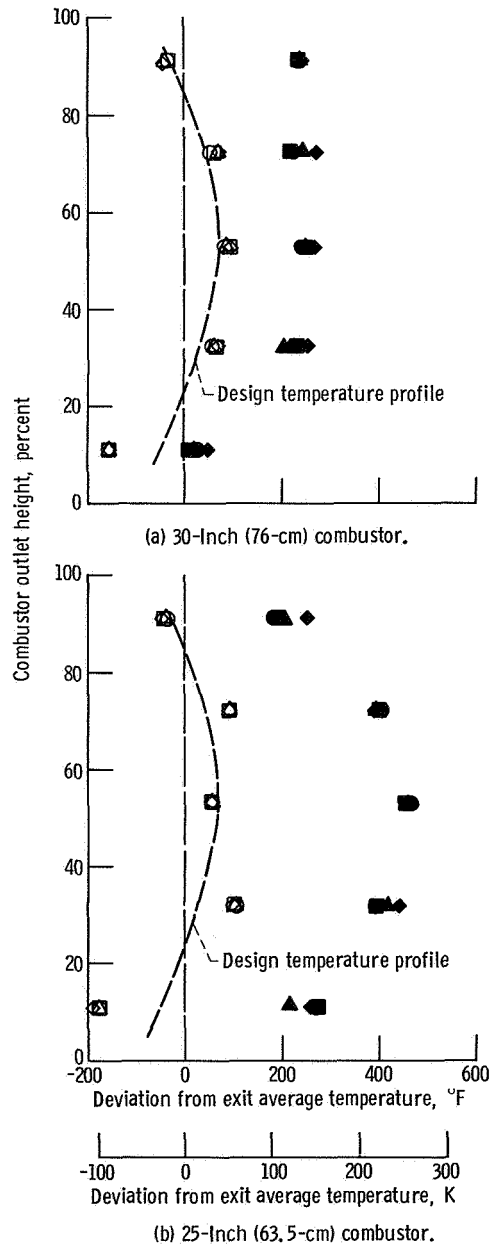 100
80
60
40
20
0
Design temperature profile
(a) 30-Inch (76-cm) combustor.
Combustor outlet height, percent
100
80
60
40
20
0
Design temperature profile
-200 0 200 400 600
Deviation from exit average temperature, °F
-100 0 100 200 300
Deviation from exit average temperature, K
(b) 25-Inch (63.5-cm) combustor.